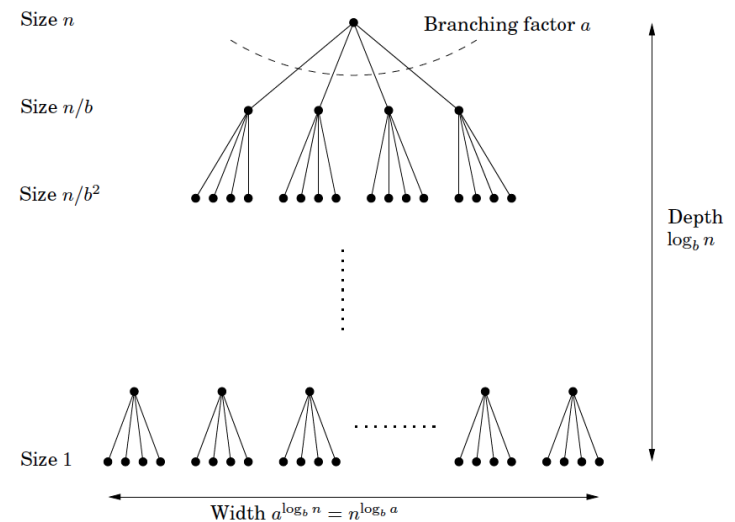 Size n
Branching factor a
Size n/b
Size n/b²
Depth
log_b n
Size 1
Width a^{log_b n} = n^{log_b a}